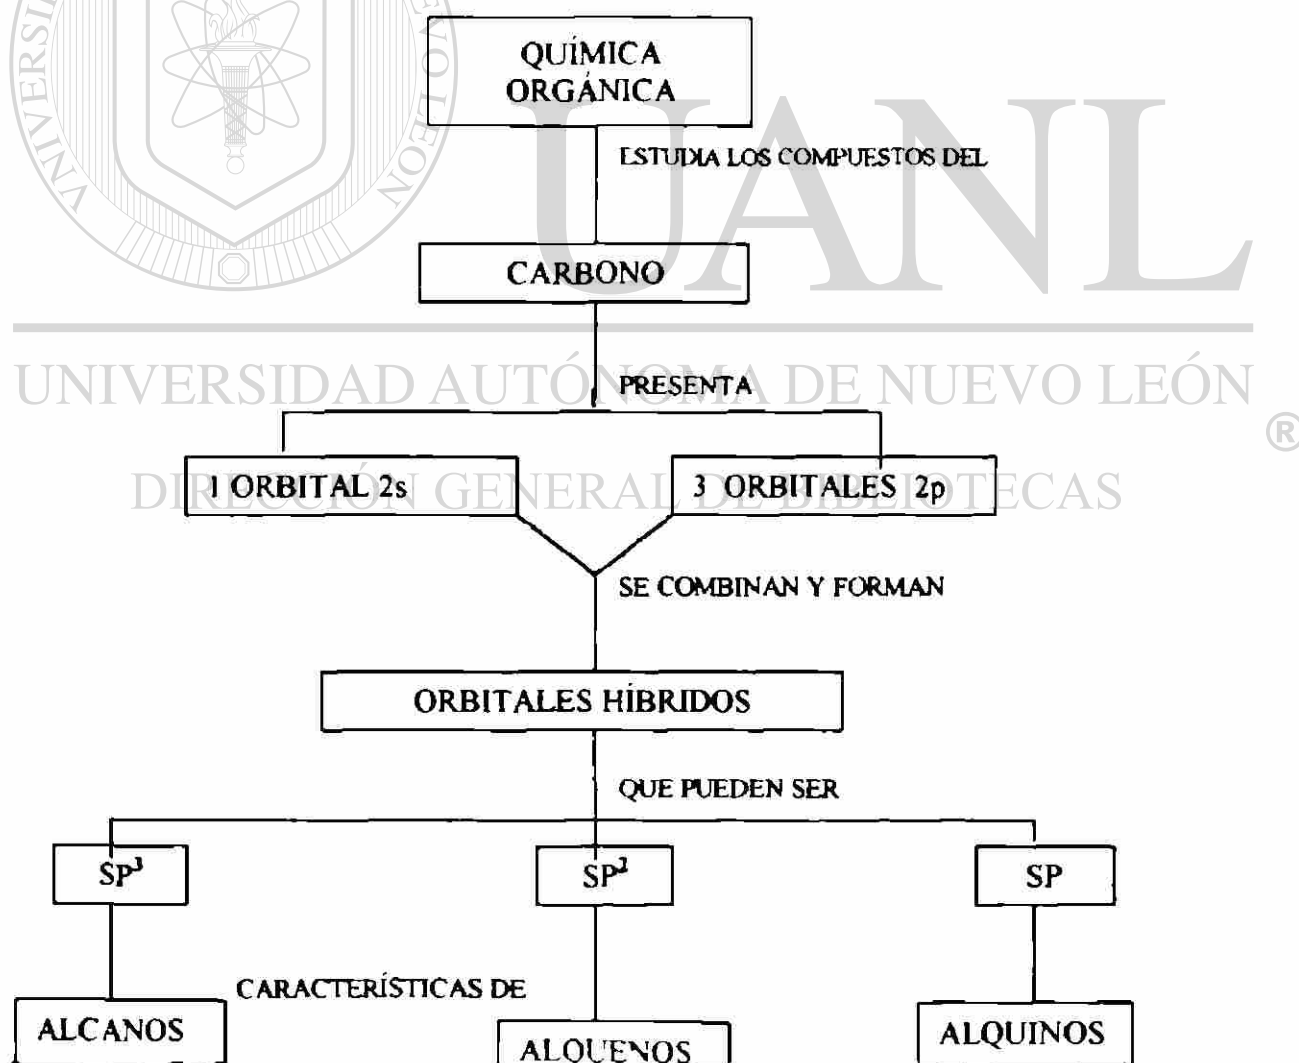 QUÍMICA
ORGÁNICA
UANL
ESTUDIA LOS COMPUESTOS DEL
CARBONO
UNIVERSIDAD AUTÓNOMA DE NUEVO LEÓN
®
PRESENTA
DIRECCIÓN GENERAL DE BIBLIOTECAS
1 ORBITAL 2s
3 ORBITALES 2p
SE COMBINAN Y FORMAN
ORBITALES HÍBRIDOS
QUE PUEDEN SER
SP³
SP²
SP
CARACTERÍSTICAS DE
ALCANOS
ALQUENOS
ALQUINOS